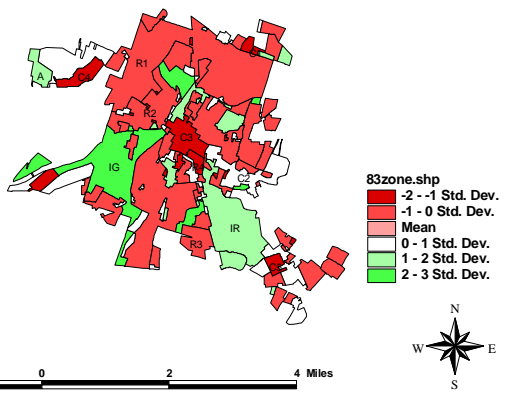 R1
A
C4
R2
C3
IG
C2
IR
R3
83zone.shp
-2 - -1 Std. Dev.
-1 - 0 Std. Dev.
Mean
0 - 1 Std. Dev.
1 - 2 Std. Dev.
2 - 3 Std. Dev.
N
W
E
S
0
2
4 Miles